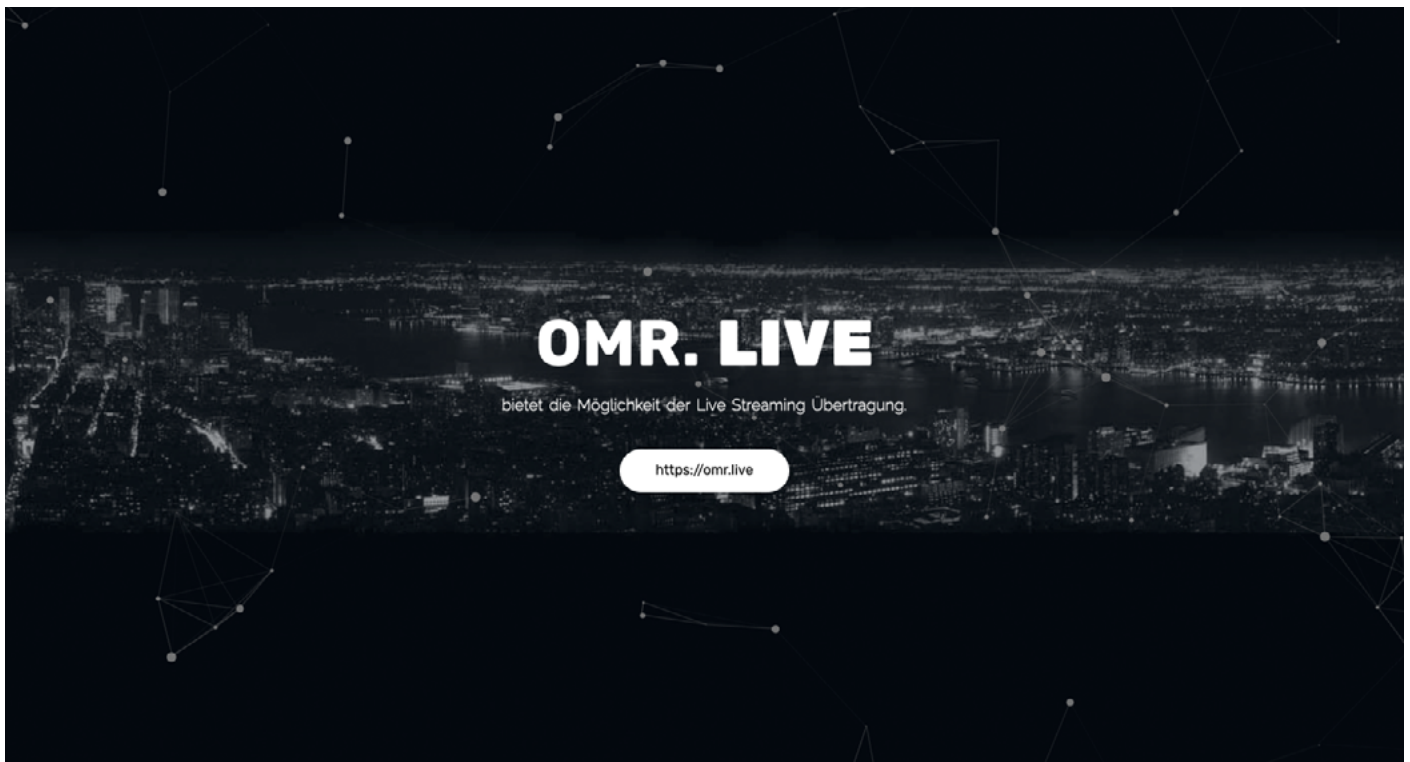 OMR. LIVE
bietet die Möglichkeit der Live Streaming Übertragung.
https://omr.live